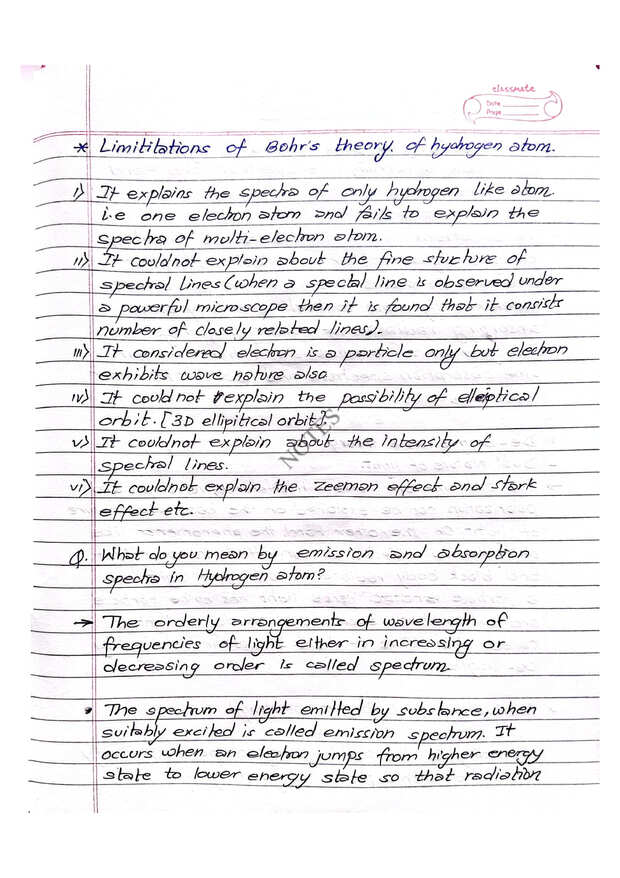 classmate
Date
Page
* Limititations of Bohr's theory. of hydrogen atom.
i) It explains the spectra of only hydrogen like atom
i.e one electron atom and fails to explain the
spectra of multi-electron atom.
ii) It couldnot explain about the fine structure of
spectral lines (when a spectal line is observed under
a powerful microscope then it is found that it consists
number of closely related lines).
iii) It considered electron is a particle only but electron
exhibits wave nature also
iv) It could not explain the possibility of elleptical
orbit. [3D ellipitical orbit].
v) It couldnot explain about the intensity of
spectral lines.
vi) It couldnot explain the zeeman effect and stark
effect etc.
NOTES
Q. What do you mean by emission and absorption
spectra in Hydrogen atom?
→ The orderly arrangements of wavelength of
frequencies of light either in increasing or
decreasing order is called spectrum
• The spectrum of light emitted by substance, when
suitably excited is called emission spectrum. It
occurs when an electron jumps from higher energy
state to lower energy state so that radiation